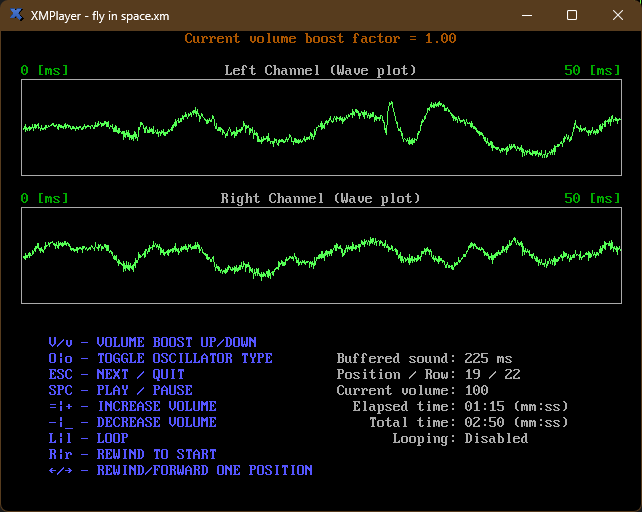 XMPlayer - fly in space.xm
Current volume boost factor = 1.00
0 [ms] Left Channel (Wave plot) 50 [ms]
0 [ms] Right Channel (Wave plot) 50 [ms]
V/v - VOLUME BOOST UP/DOWN
O¦o - TOGGLE OSCILLATOR TYPE Buffered sound: 225 ms
ESC - NEXT / QUIT Position / Row: 19 / 22
SPC - PLAY / PAUSE Current volume: 100
=¦+ - INCREASE VOLUME Elapsed time: 01:15 (mm:ss)
-¦_ - DECREASE VOLUME Total time: 02:50 (mm:ss)
L¦l - LOOP Looping: Disabled
R¦r - REWIND TO START
←/→ - REWIND/FORWARD ONE POSITION